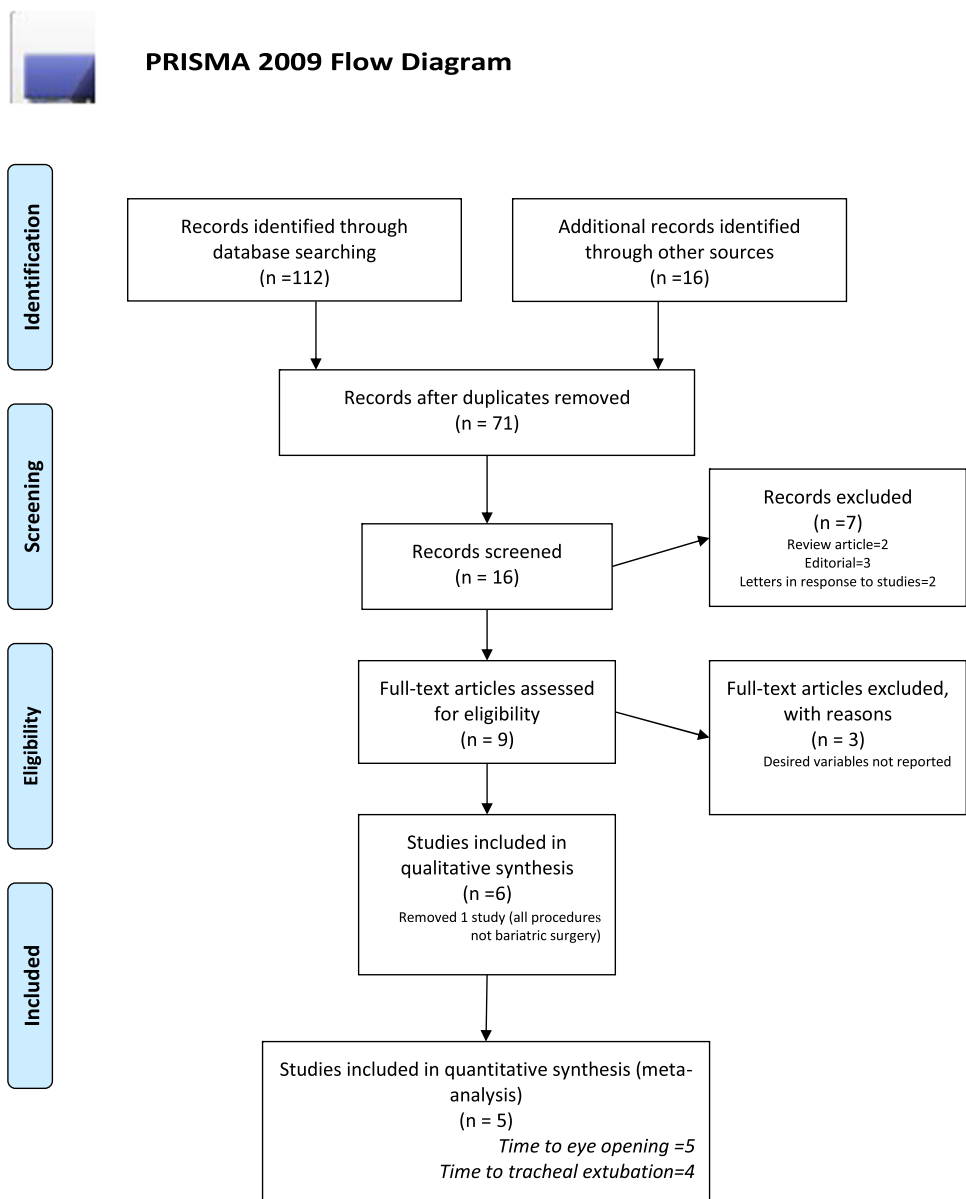 PRISMA 2009 Flow Diagram
Identification
Records identified through
database searching
(n =112)
Additional records identified
through other sources
(n =16)
Records after duplicates removed
(n = 71)
Screening
Records screened
(n = 16)
Records excluded
(n =7)
Review article=2
Editorial=3
Letters in response to studies=2
Eligibility
Full-text articles assessed
for eligibility
(n = 9)
Full-text articles excluded,
with reasons
(n = 3)
Desired variables not reported
Studies included in
qualitative synthesis
(n =6)
Removed 1 study (all procedures
not bariatric surgery)
Included
Studies included in quantitative synthesis (meta-
analysis)
(n = 5)
Time to eye opening =5
Time to tracheal extubation=4